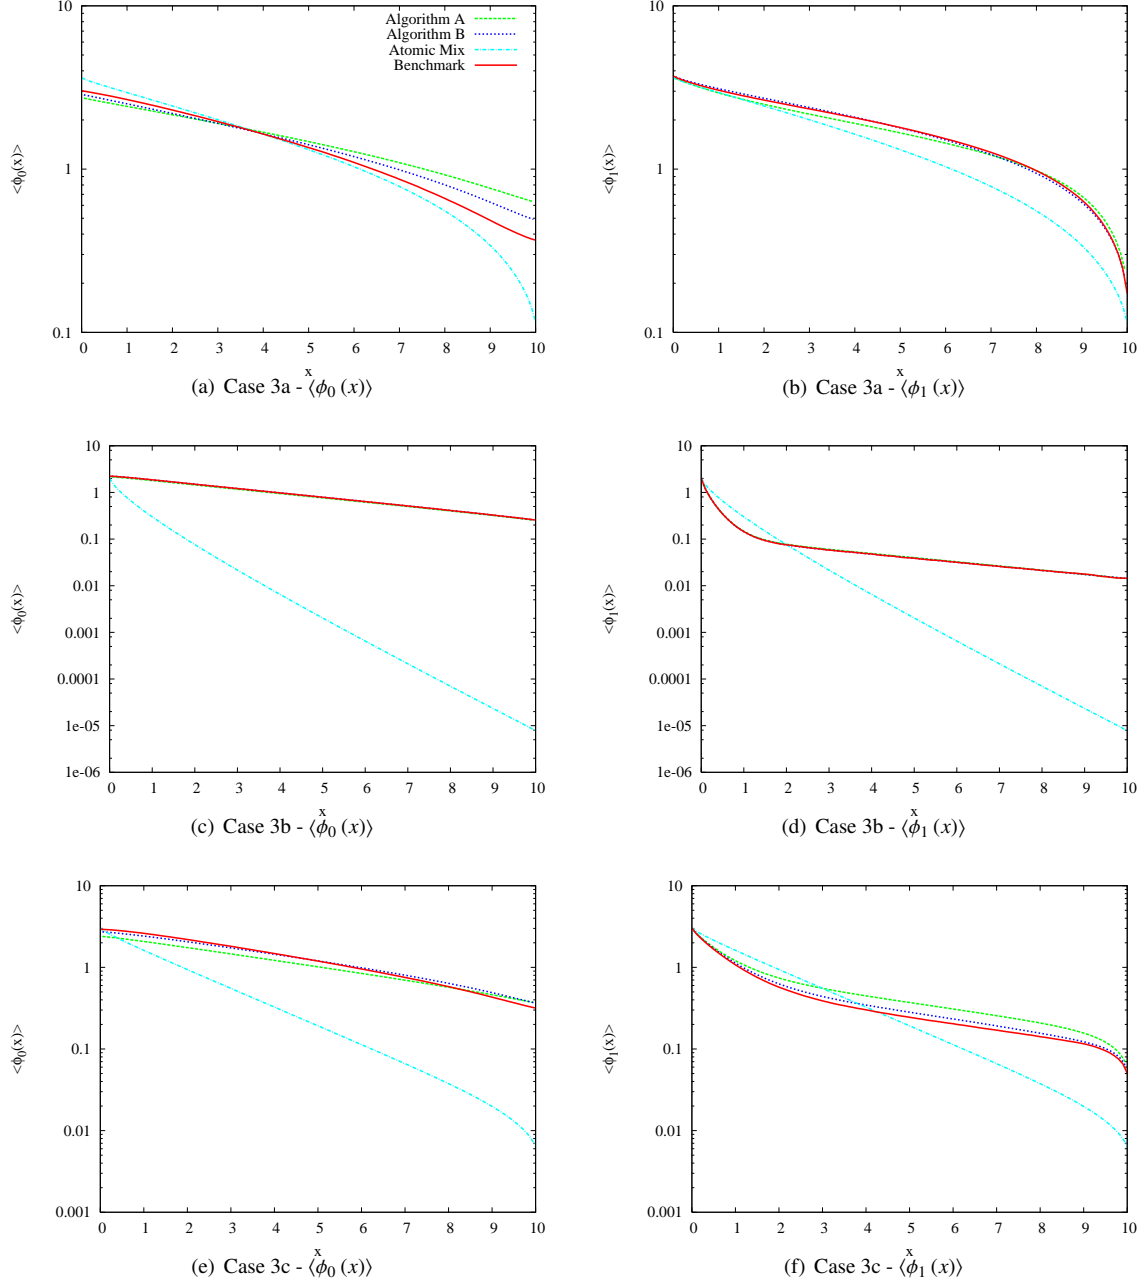 10
1
0.1
<ϕ0(x)>
0 1 2 3 4 5 6 7 8 9 10
x
Algorithm A
Algorithm B
Atomic Mix
Benchmark
(a) Case 3a - ⟨ϕ0 (x)⟩
10
1
0.1
<ϕ1(x)>
0 1 2 3 4 5 6 7 8 9 10
x
(b) Case 3a - ⟨ϕ1 (x)⟩
10
1
0.1
0.01
0.001
0.0001
1e-05
1e-06
<ϕ0(x)>
0 1 2 3 4 5 6 7 8 9 10
x
(c) Case 3b - ⟨ϕ0 (x)⟩
10
1
0.1
0.01
0.001
0.0001
1e-05
1e-06
<ϕ1(x)>
0 1 2 3 4 5 6 7 8 9 10
x
(d) Case 3b - ⟨ϕ1 (x)⟩
10
1
0.1
0.01
0.001
<ϕ0(x)>
0 1 2 3 4 5 6 7 8 9 10
x
(e) Case 3c - ⟨ϕ0 (x)⟩
10
1
0.1
0.01
0.001
<ϕ1(x)>
0 1 2 3 4 5 6 7 8 9 10
x
(f) Case 3c - ⟨ϕ1 (x)⟩